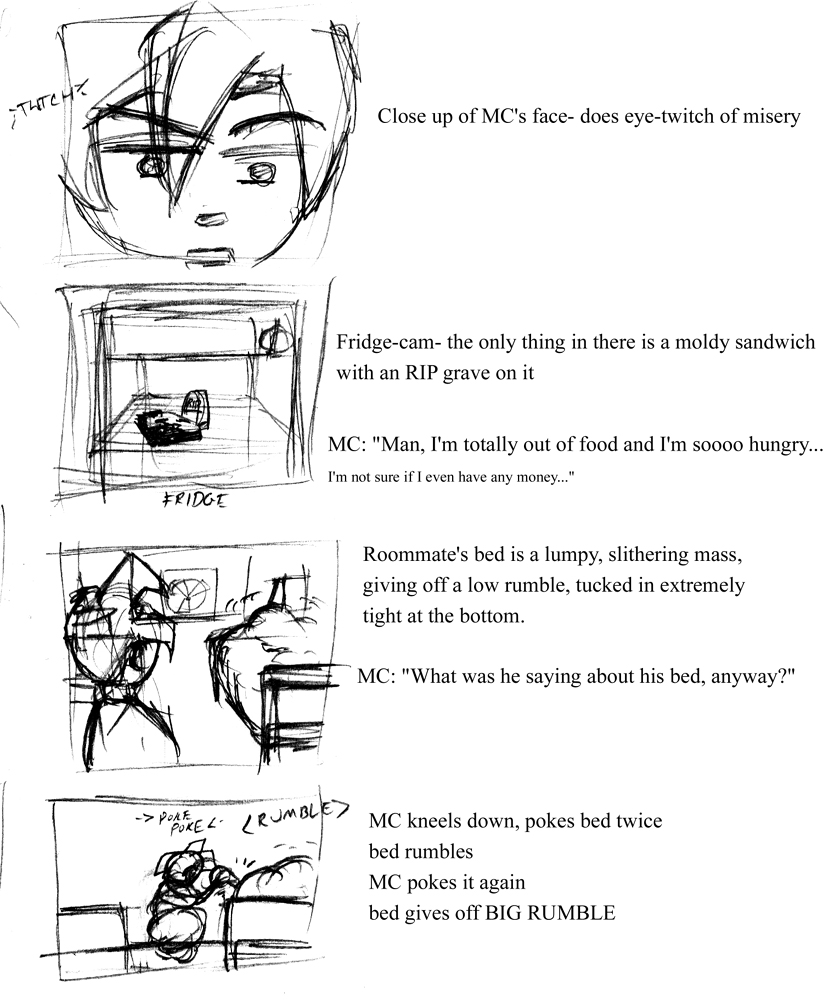 >TWITCH<
Close up of MC's face- does eye-twitch of misery
Fridge-cam- the only thing in there is a moldy sandwich
with an RIP grave on it
RIP
MC: "Man, I'm totally out of food and I'm soooo hungry...
I'm not sure if I even have any money..."
FRIDGE
Roommate's bed is a lumpy, slithering mass,
giving off a low rumble, tucked in extremely
tight at the bottom.
MC: "What was he saying about his bed, anyway?"
-> POKE
POKE <-
<RUMBLE>
MC kneels down, pokes bed twice
bed rumbles
MC pokes it again
bed gives off BIG RUMBLE